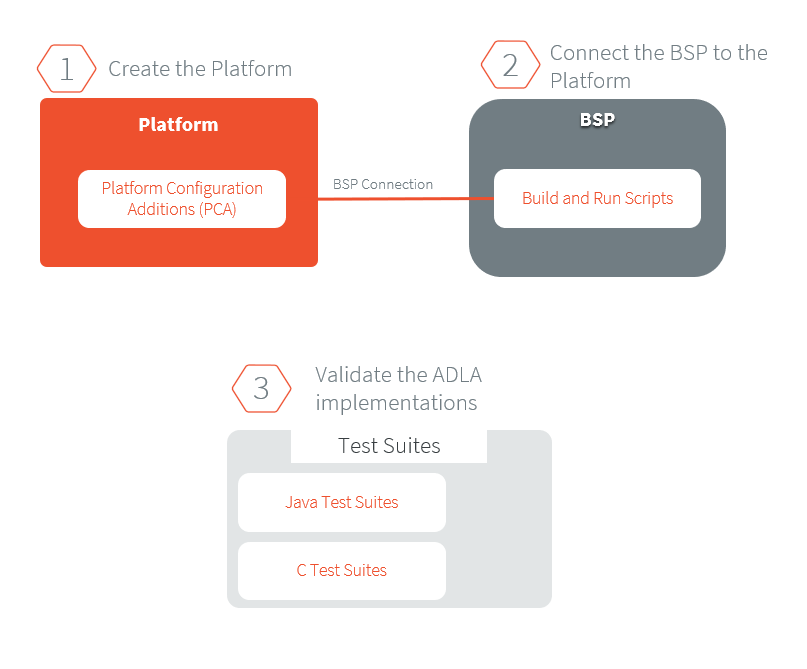 1
Create the Platform
2
Connect the BSP to the
Platform
Platform
Platform Configuration
Additions (PCA)
BSP Connection
BSP
Build and Run Scripts
3
Validate the ADLA
implementations
Test Suites
Java Test Suites
C Test Suites